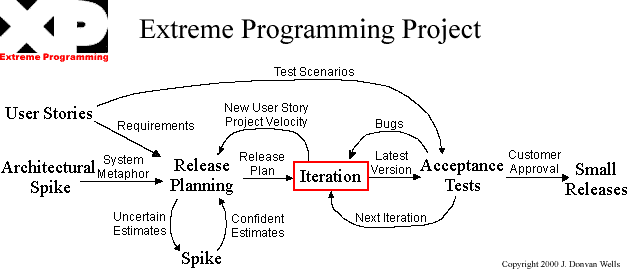 XP
Extreme Programming
Extreme Programming Project
Test Scenarios
User Stories
New User Story
Project Velocity
Bugs
Requirements
Architectural
Spike
System
Metaphor
Release
Planning
Release
Plan
Iteration
Latest
Version
Acceptance
Tests
Customer
Approval
Small
Releases
Uncertain
Estimates
Confident
Estimates
Next Iteration
Spike
Copyright 2000 J. Donvan Wells